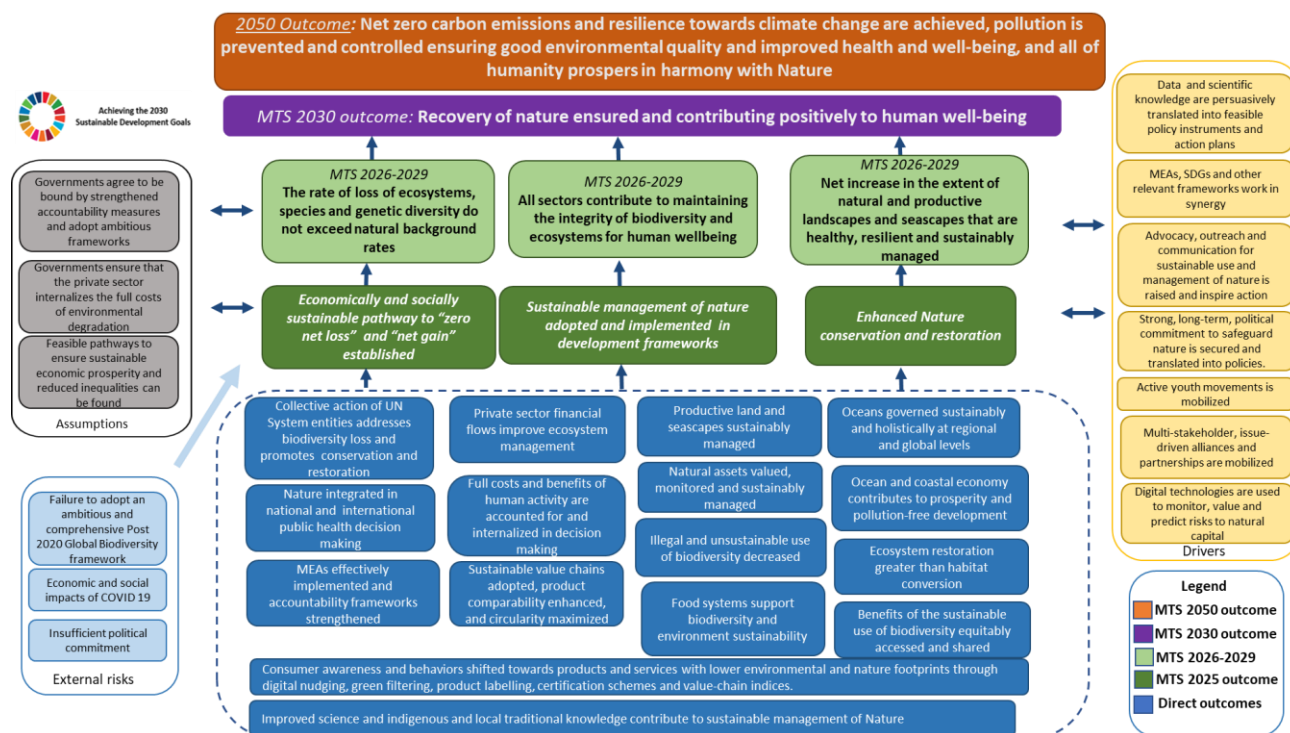 2050 Outcome: Net zero carbon emissions and resilience towards climate change are achieved, pollution is
prevented and controlled ensuring good environmental quality and improved health and well-being, and all of
humanity prospers in harmony with Nature
Achieving the 2030
Sustainable Development Goals
MTS 2030 outcome: Recovery of nature ensured and contributing positively to human well-being
Governments agree to be
bound by strengthened
accountability measures
and adopt ambitious
frameworks
Governments ensure that
the private sector
internalizes the full costs
of environmental
degradation
Feasible pathways to
ensure sustainable
economic prosperity and
reduced inequalities can
be found
Assumptions
Failure to adopt an
ambitious and
comprehensive Post
2020 Global Biodiversity
framework
Economic and social
impacts of COVID 19
Insufficient political
commitment
External risks
MTS 2026-2029
The rate of loss of ecosystems,
species and genetic diversity do
not exceed natural background
rates
MTS 2026-2029
All sectors contribute to maintaining
the integrity of biodiversity and
ecosystems for human wellbeing
MTS 2026-2029
Net increase in the extent of
natural and productive
landscapes and seascapes that are
healthy, resilient and sustainably
managed
Economically and socially
sustainable pathway to “zero
net loss” and “net gain”
established
Sustainable management of nature
adopted and implemented in
development frameworks
Enhanced Nature
conservation and restoration
Collective action of UN
System entities addresses
biodiversity loss and
promotes conservation and
restoration
Nature integrated in
national and international
public health decision
making
MEAs effectively
implemented and
accountability frameworks
strengthened
Private sector financial
flows improve ecosystem
management
Full costs and benefits of
human activity are
accounted for and
internalized in decision
making
Sustainable value chains
adopted, product
comparability enhanced,
and circularity maximized
Productive land and
seascapes sustainably
managed
Natural assets valued,
monitored and sustainably
managed
Illegal and unsustainable use
of biodiversity decreased
Food systems support
biodiversity and
environment sustainability
Oceans governed sustainably
and holistically at regional
and global levels
Ocean and coastal economy
contributes to prosperity and
pollution-free development
Ecosystem restoration
greater than habitat
conversion
Benefits of the sustainable
use of biodiversity equitably
accessed and shared
Consumer awareness and behaviors shifted towards products and services with lower environmental and nature footprints through
digital nudging, green filtering, product labelling, certification schemes and value-chain indices.
Improved science and indigenous and local traditional knowledge contribute to sustainable management of Nature
Data and scientific
knowledge are persuasively
translated into feasible
policy instruments and
action plans
MEAs, SDGs and other
relevant frameworks work in
synergy
Advocacy, outreach and
communication for
sustainable use and
management of nature is
raised and inspire action
Strong, long-term, political
commitment to safeguard
nature is secured and
translated into policies.
Active youth movements is
mobilized
Multi-stakeholder, issue-
driven alliances and
partnerships are mobilized
Digital technologies are used
to monitor, value and
predict risks to natural
capital
Drivers
Legend
MTS 2050 outcome
MTS 2030 outcome
MTS 2026-2029
MTS 2025 outcome
Direct outcomes